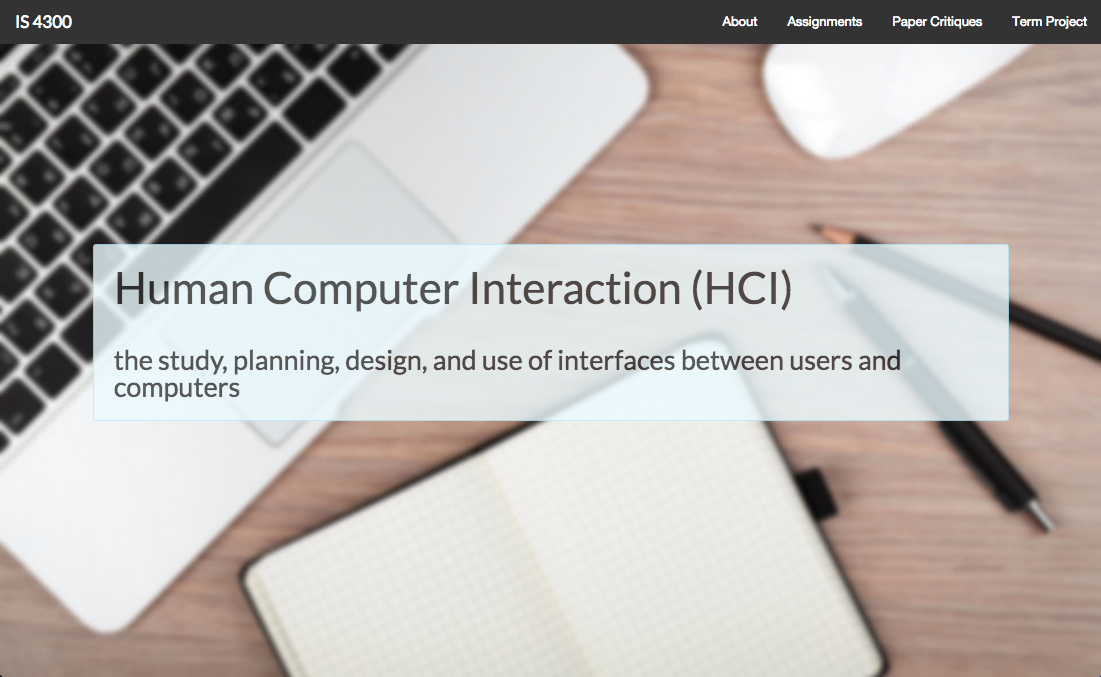 IS 4300
About
Assignments
Paper Critiques
Term Project
Human Computer Interaction (HCI)
the study, planning, design, and use of interfaces between users and
computers